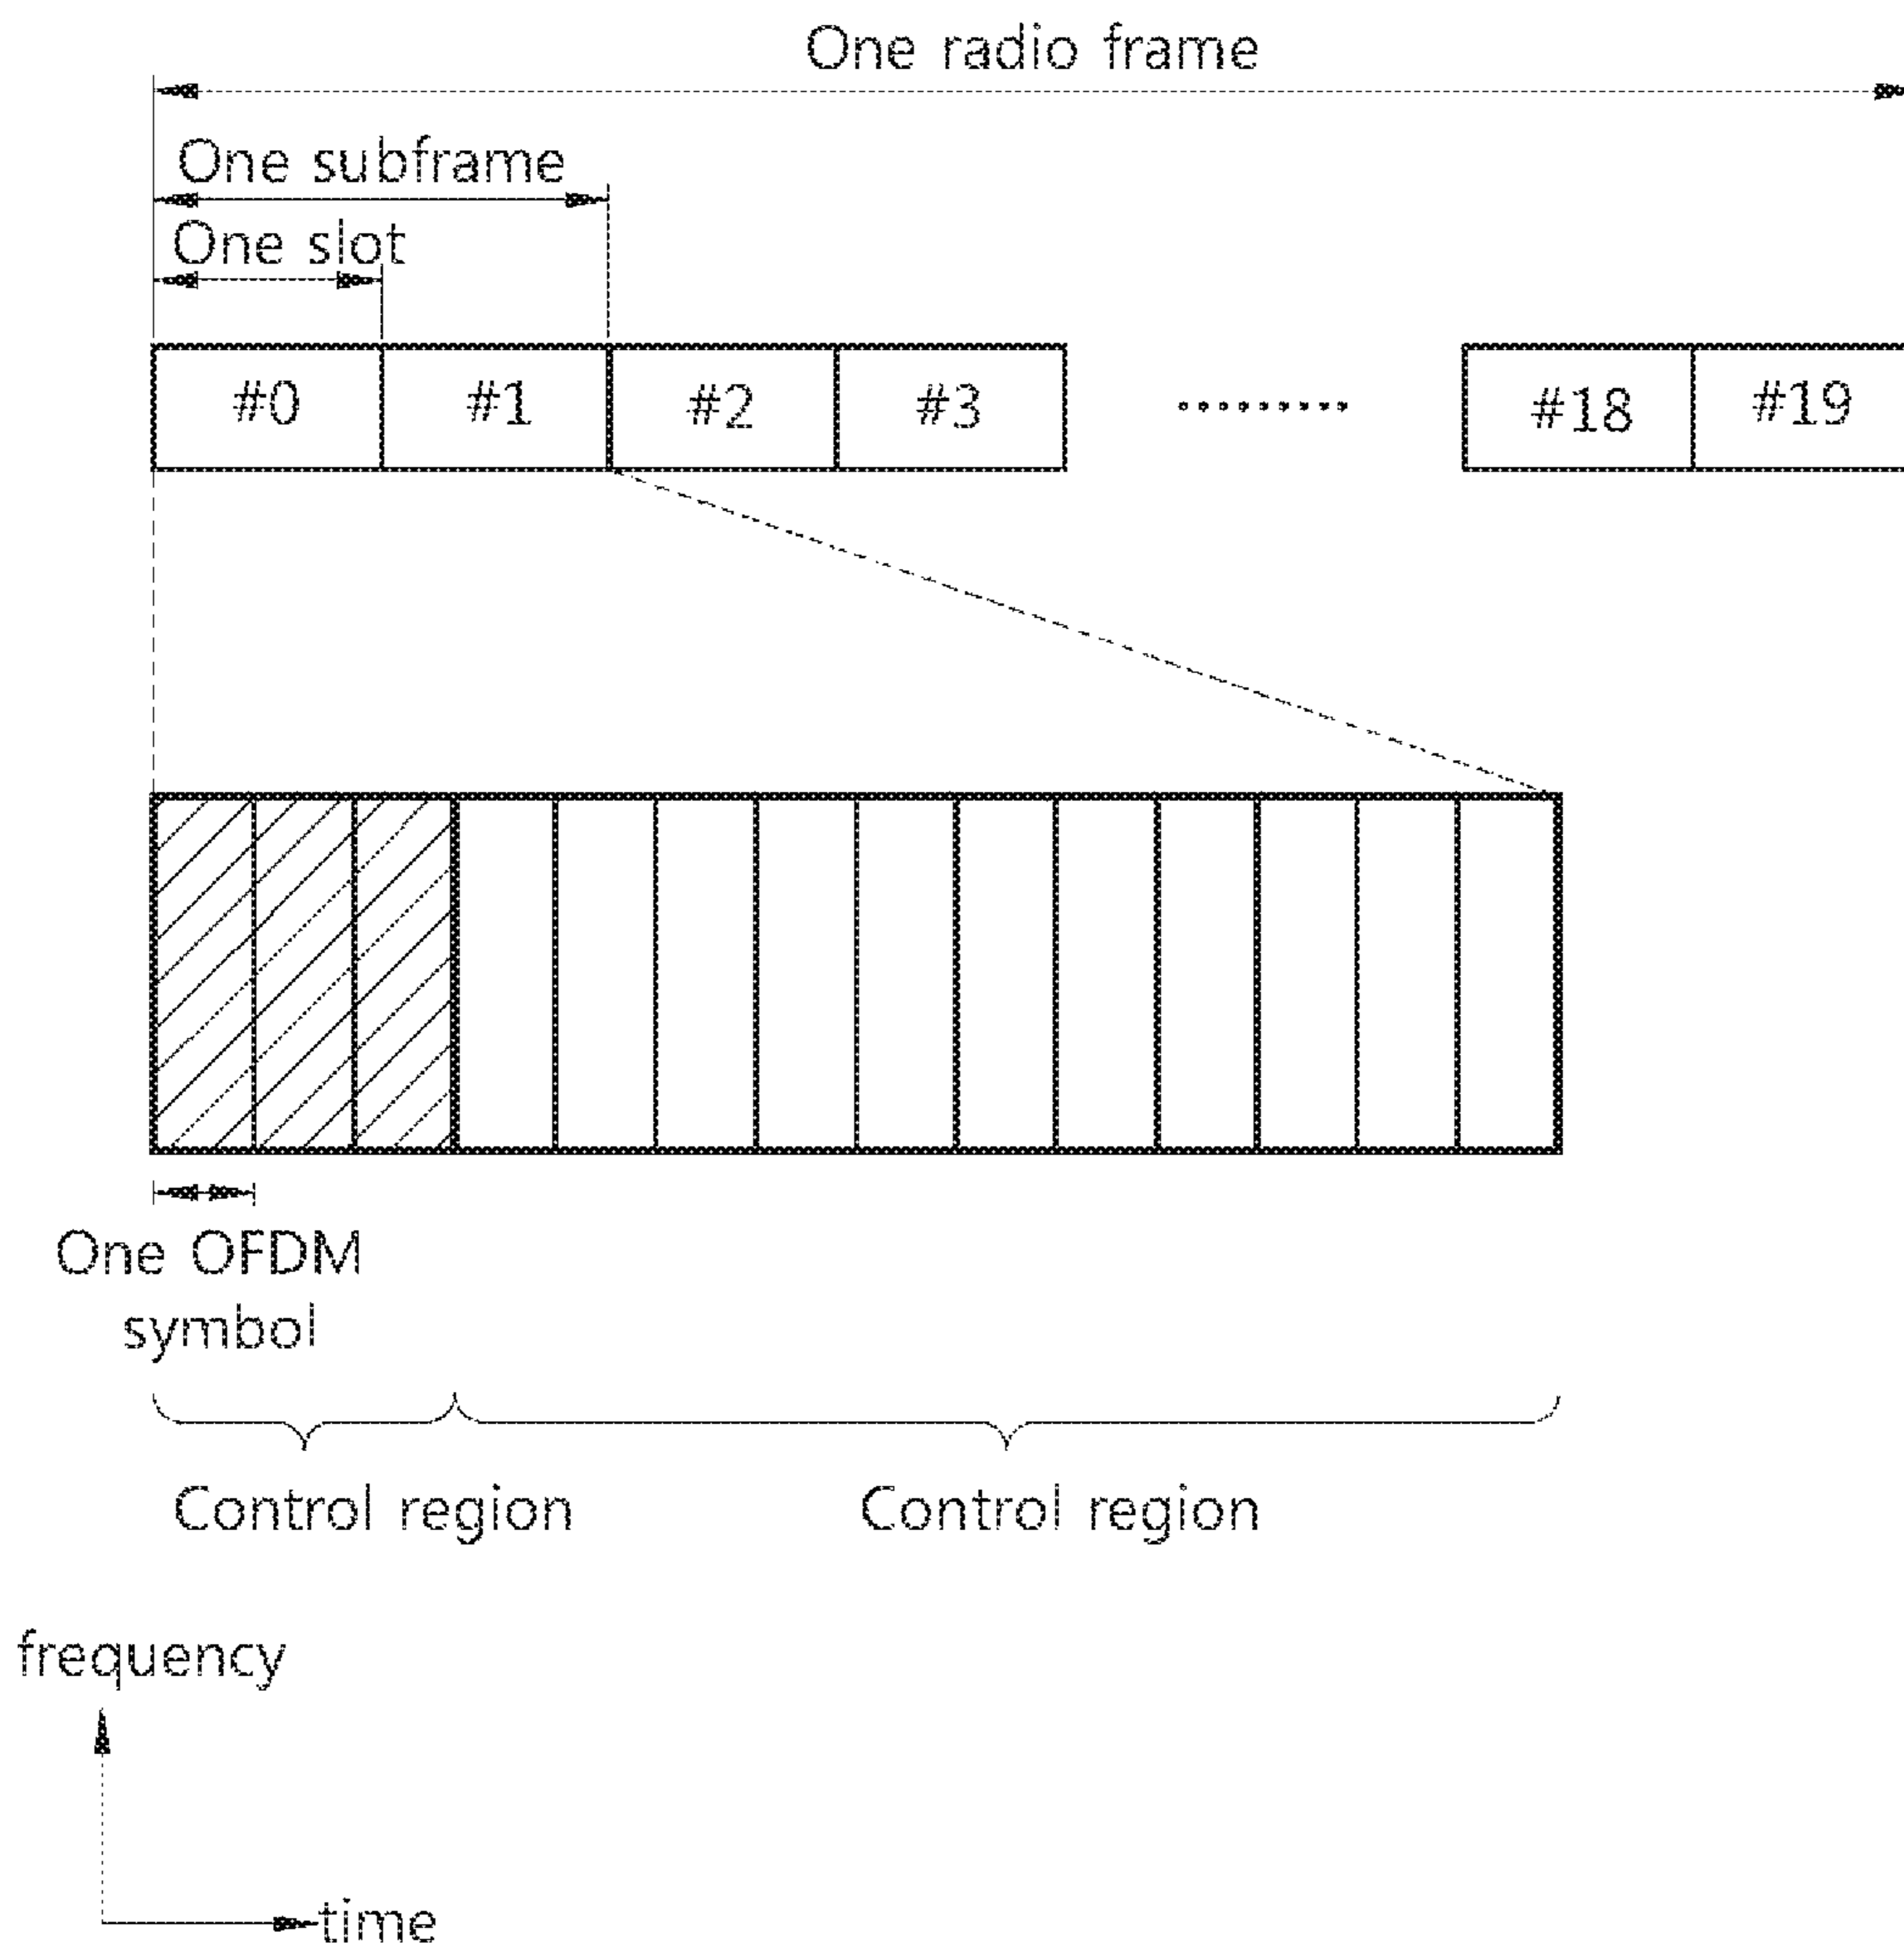 One radio frame
One subframe
One slot
#0 #1 #2 #3 ......... #18 #19
One OFDM
symbol
Control region Control region
frequency
time